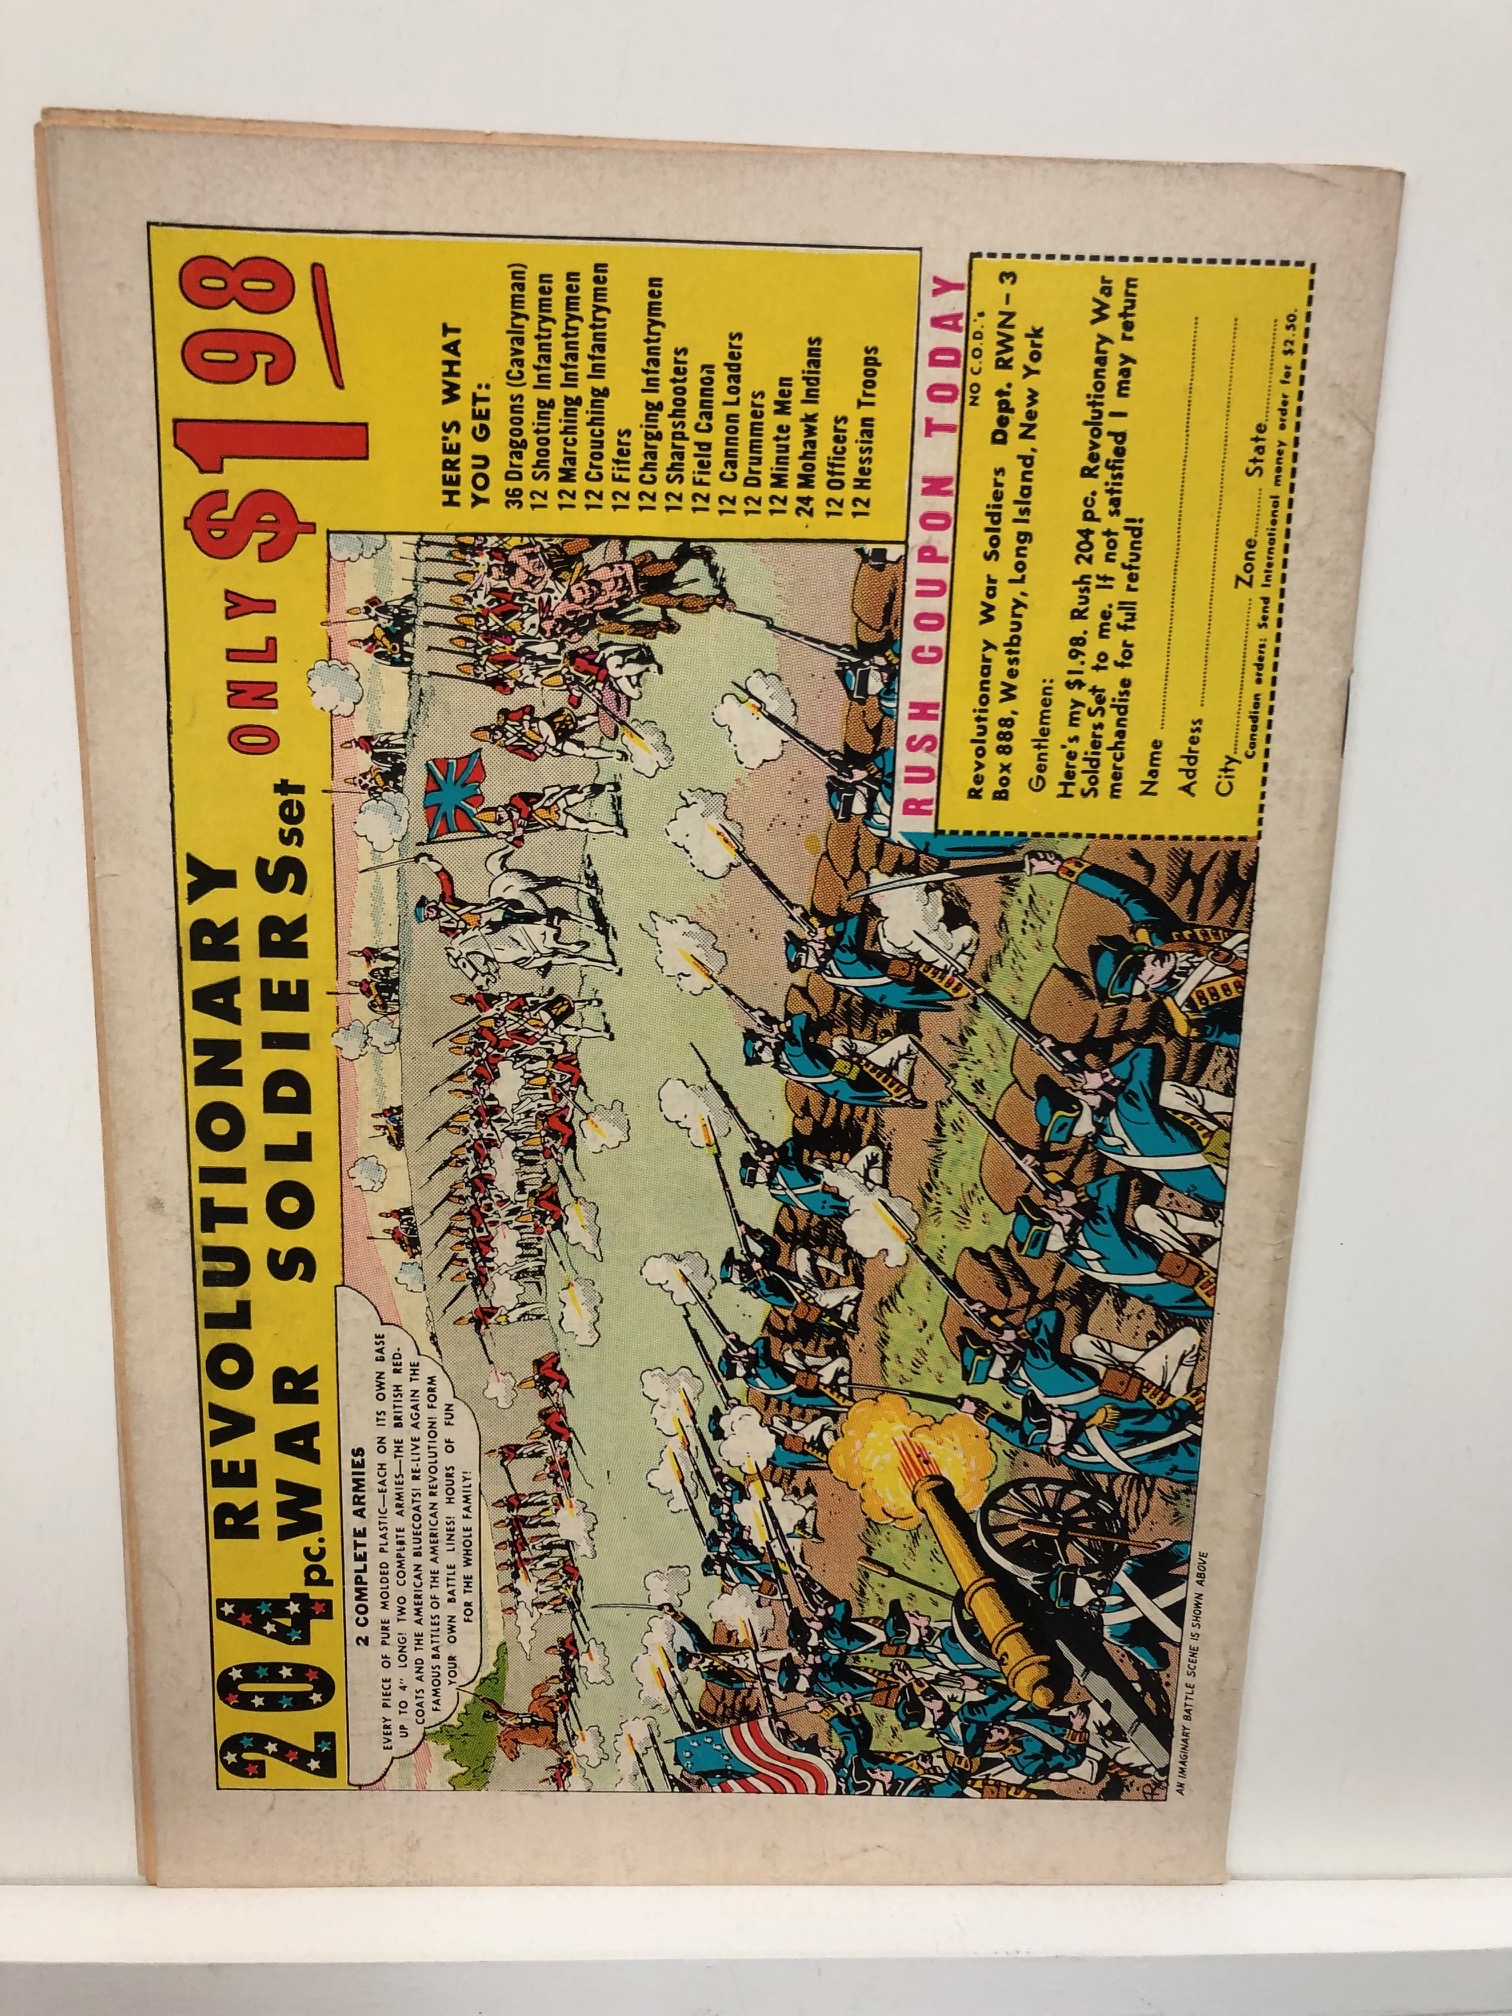 204 REVOLUTIONARY
pc. WAR SOLDIERS set
ONLY $1 98
2 COMPLETE ARMIES
EVERY PIECE OF PURE MOLDED PLASTIC—EACH ON ITS OWN BASE
UP TO 4" LONG! TWO COMPLETE ARMIES—THE BRITISH RED-
COATS AND THE AMERICAN BLUECOATS! RE-LIVE AGAIN THE
FAMOUS BATTLES OF THE AMERICAN REVOLUTION! FORM
YOUR OWN BATTLE LINES! HOURS OF FUN
FOR THE WHOLE FAMILY!
HERE'S WHAT
YOU GET:
36 Dragoons (Cavalryman)
12 Shooting Infantrymen
12 Marching Infantrymen
12 Crouching Infantrymen
12 Fifers
12 Charging Infantrymen
12 Sharpshooters
12 Field Cannon
12 Cannon Loaders
12 Drummers
12 Minute Men
24 Mohawk Indians
12 Officers
12 Hessian Troops
RUSH COUPON TODAY
NO C.O.D.'s
Revolutionary War Soldiers Dept. RWN-3
Box 888, Westbury, Long Island, New York
Gentlemen:
Here's my $1.98. Rush 204 pc. Revolutionary War
Soldiers Set to me. If not satisfied I may return
merchandise for full refund!
Name
Address
City Zone State
Canadian orders: Send International money order for $2.50.
AN IMAGINARY BATTLE SCENE IS SHOWN ABOVE